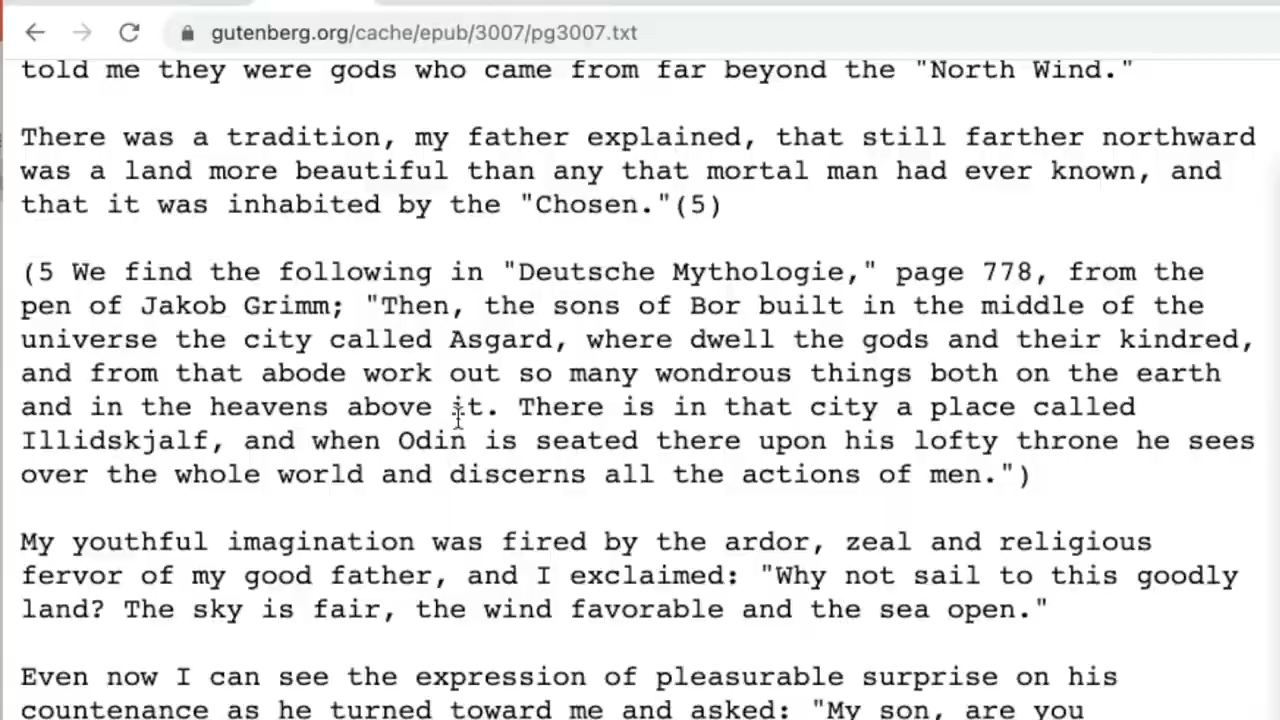 gutenberg.org/cache/epub/3007/pg3007.txt
told me they were gods who came from far beyond the "North Wind."
There was a tradition, my father explained, that still farther northward
was a land more beautiful than any that mortal man had ever known, and
that it was inhabited by the "Chosen."(5)
(5 We find the following in "Deutsche Mythologie," page 778, from the
pen of Jakob Grimm; "Then, the sons of Bor built in the middle of the
universe the city called Asgard, where dwell the gods and their kindred,
and from that abode work out so many wondrous things both on the earth
and in the heavens above it. There is in that city a place called
Illidskjalf, and when Odin is seated there upon his lofty throne he sees
over the whole world and discerns all the actions of men.")
My youthful imagination was fired by the ardor, zeal and religious
fervor of my good father, and I exclaimed: "Why not sail to this goodly
land? The sky is fair, the wind favorable and the sea open."
Even now I can see the expression of pleasurable surprise on his
countenance as he turned toward me and asked: "My son, are you